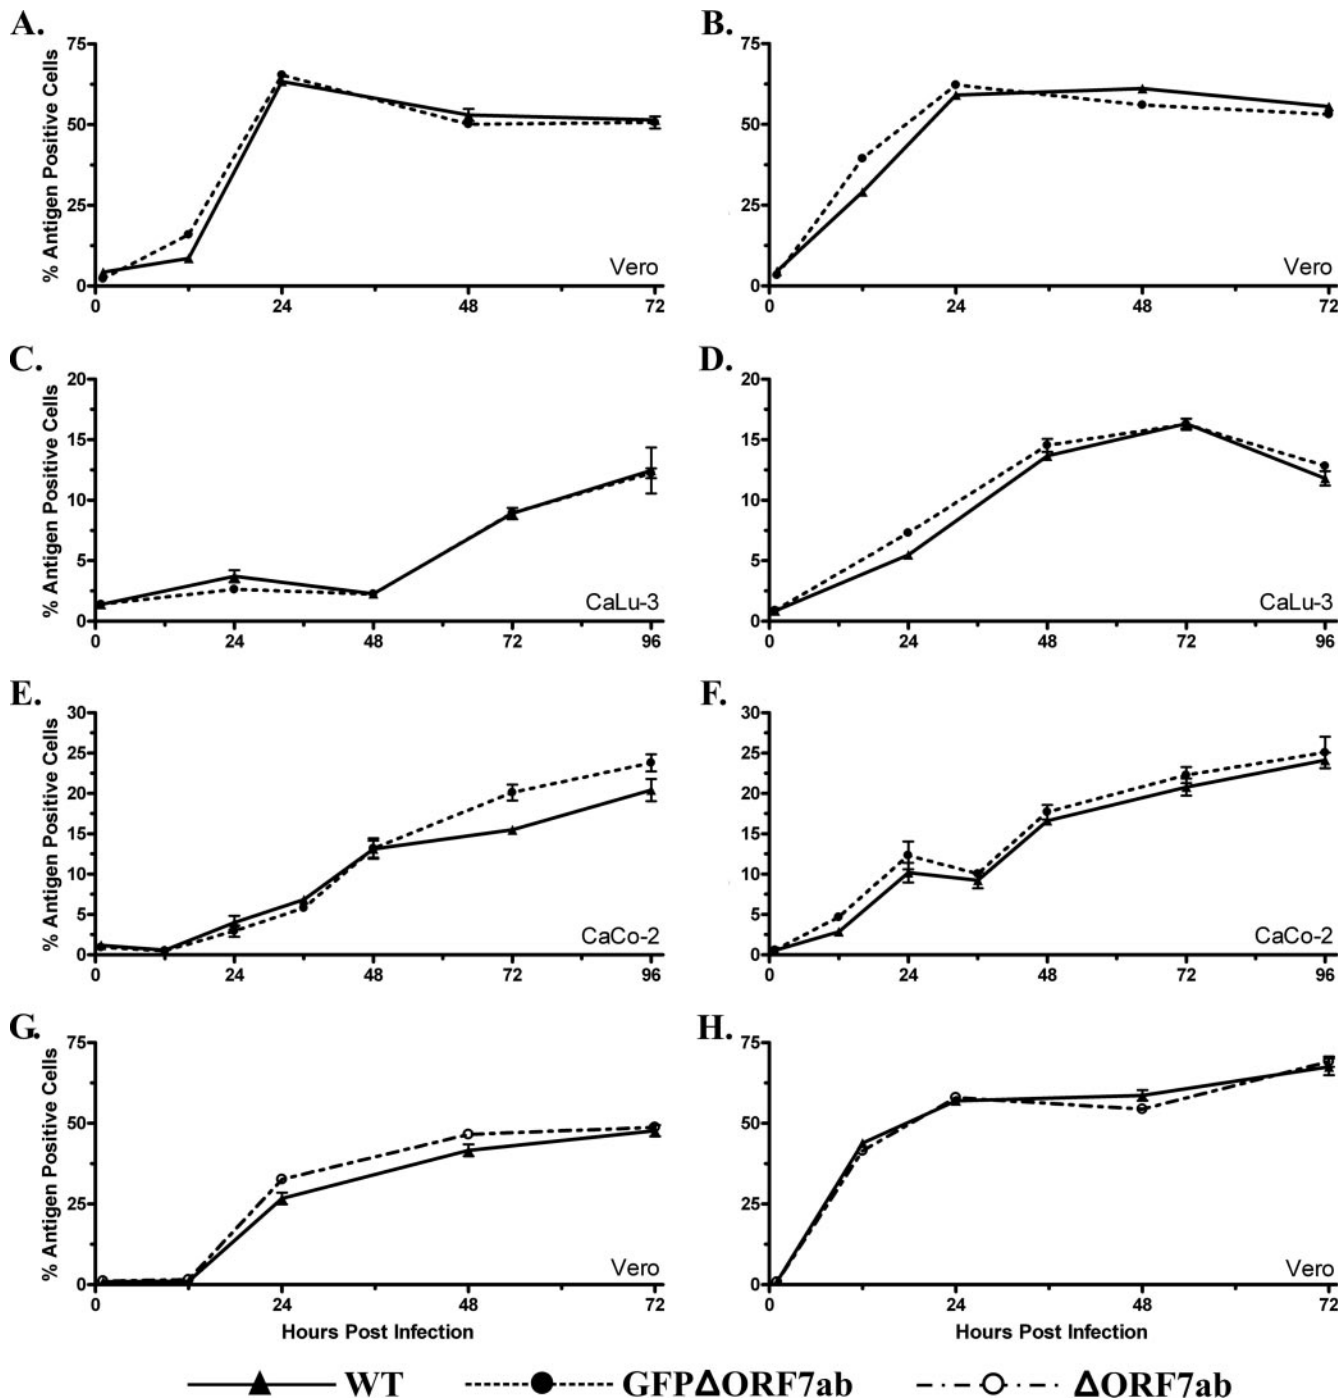 A.
B.
75
50
25
0
% Antigen Positive Cells
Vero
0 24 48 72
75
50
25
0
Vero
0 24 48 72
C.
D.
20
15
10
5
0
% Antigen Positive Cells
CaLu-3
0 24 48 72 96
20
15
10
5
0
CaLu-3
0 24 48 72 96
E.
F.
30
25
20
15
10
5
0
% Antigen Positive Cells
CaCo-2
0 24 48 72 96
30
25
20
15
10
5
0
CaCo-2
0 24 48 72 96
G.
H.
75
50
25
0
% Antigen Positive Cells
Vero
0 24 48 72
Hours Post Infection
75
50
25
0
Vero
0 24 48 72
Hours Post Infection
WT GFPΔORF7ab ΔORF7ab